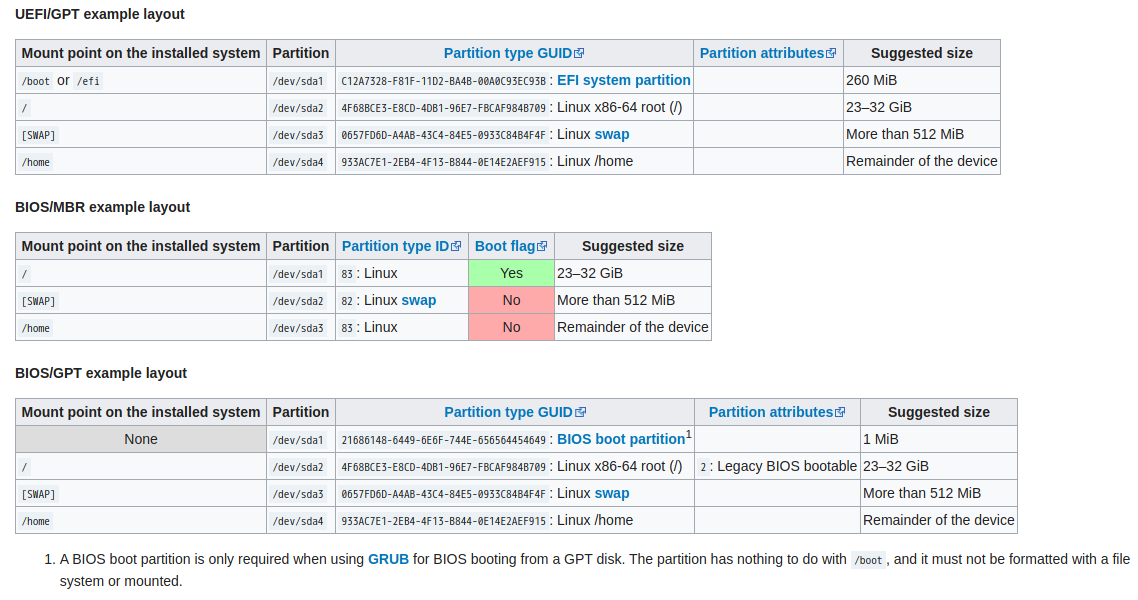 UEFI/GPT example layout
Mount point on the installed system Partition Partition type GUID Partition attributes Suggested size
/boot or /efi /dev/sda1 C12A7328-F81F-11D2-BA4B-00A0C93EC93B : EFI system partition 260 MiB
/ /dev/sda2 4F68BCE3-E8CD-4DB1-96E7-FBCAF984B709 : Linux x86-64 root (/) 23–32 GiB
[SWAP] /dev/sda3 0657FD6D-A4AB-43C4-84E5-0933C84B4F4F : Linux swap More than 512 MiB
/home /dev/sda4 933AC7E1-2EB4-4F13-B844-0E14E2AEF915 : Linux /home Remainder of the device
BIOS/MBR example layout
Mount point on the installed system Partition Partition type ID Boot flag Suggested size
/ /dev/sda1 83 : Linux Yes 23–32 GiB
[SWAP] /dev/sda2 82 : Linux swap No More than 512 MiB
/home /dev/sda3 83 : Linux No Remainder of the device
BIOS/GPT example layout
Mount point on the installed system Partition Partition type GUID Partition attributes Suggested size
None /dev/sda1 21686148-6449-6E6F-744E-656564454649 : BIOS boot partition1 1 MiB
/ /dev/sda2 4F68BCE3-E8CD-4DB1-96E7-FBCAF984B709 : Linux x86-64 root (/) 2 : Legacy BIOS bootable 23–32 GiB
[SWAP] /dev/sda3 0657FD6D-A4AB-43C4-84E5-0933C84B4F4F : Linux swap More than 512 MiB
/home /dev/sda4 933AC7E1-2EB4-4F13-B844-0E14E2AEF915 : Linux /home Remainder of the device
1. A BIOS boot partition is only required when using GRUB for BIOS booting from a GPT disk. The partition has nothing to do with /boot , and it must not be formatted with a file
system or mounted.